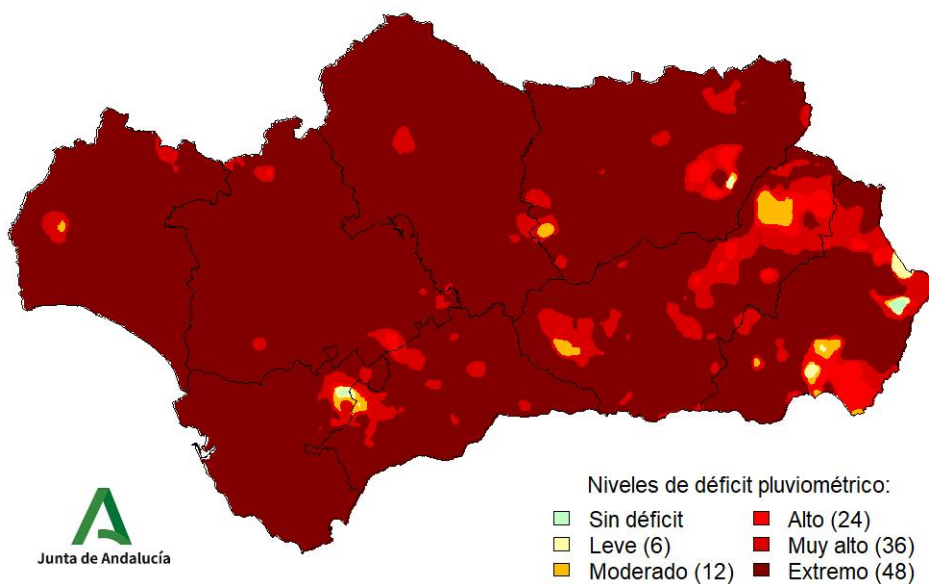 Junta de Andalucía
Niveles de déficit pluviométrico:
Sin déficit
Leve (6)
Moderado (12)
Alto (24)
Muy alto (36)
Extremo (48)